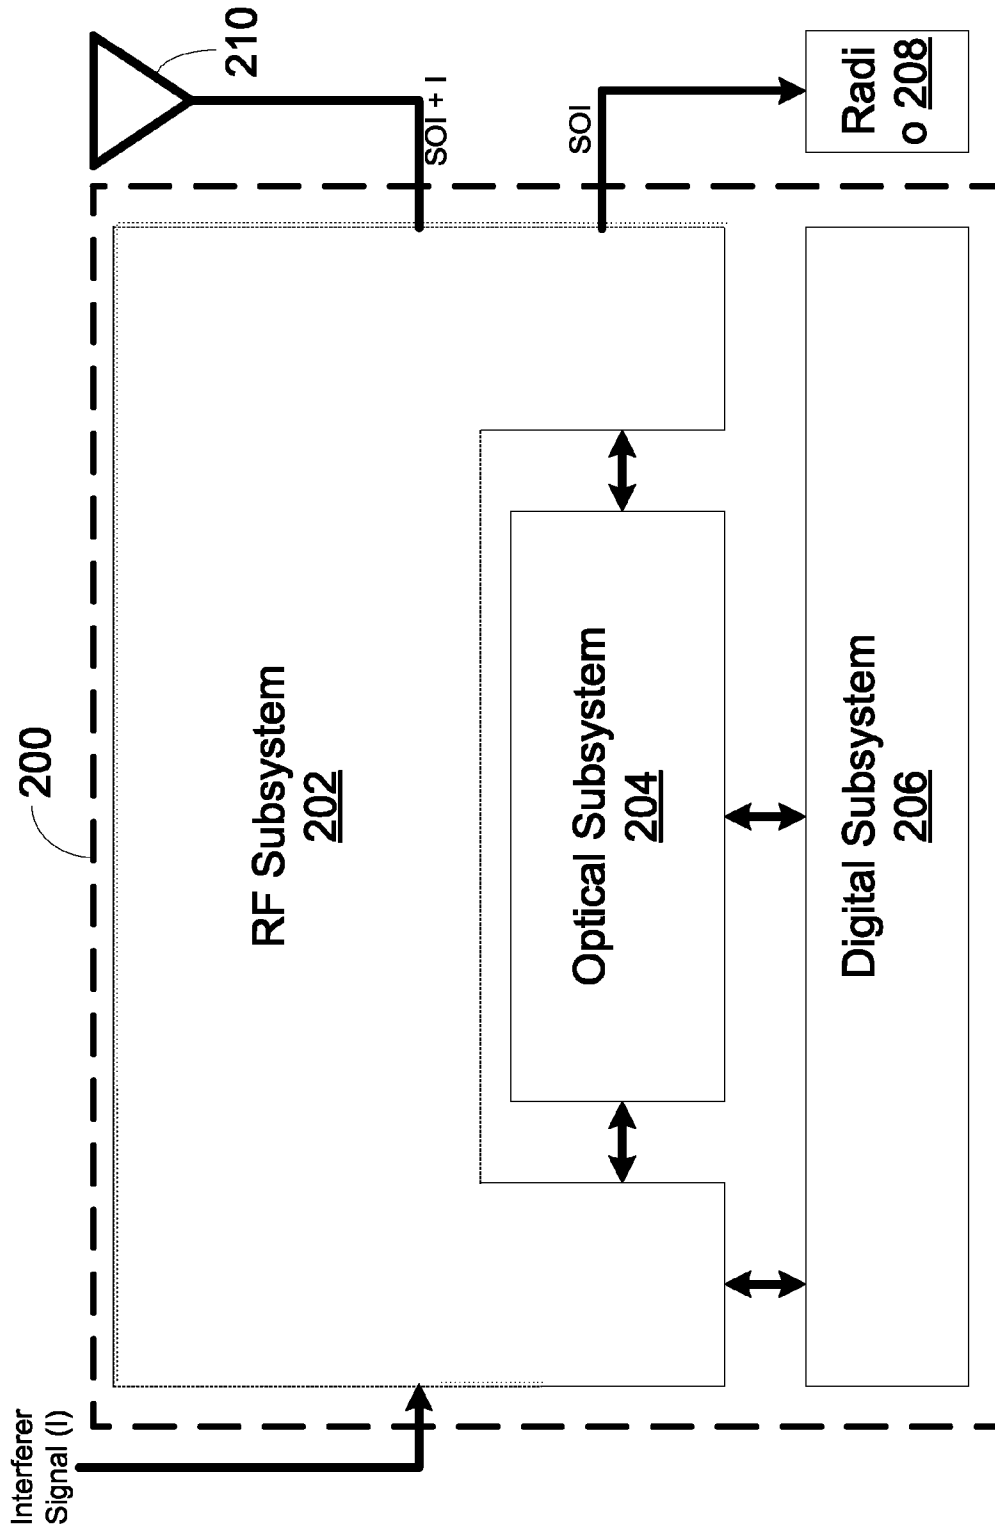 200
210
Interferer
Signal (I)
RF Subsystem
202
SOI + I
SOI
Optical Subsystem
204
Digital Subsystem
206
Radi
o 208